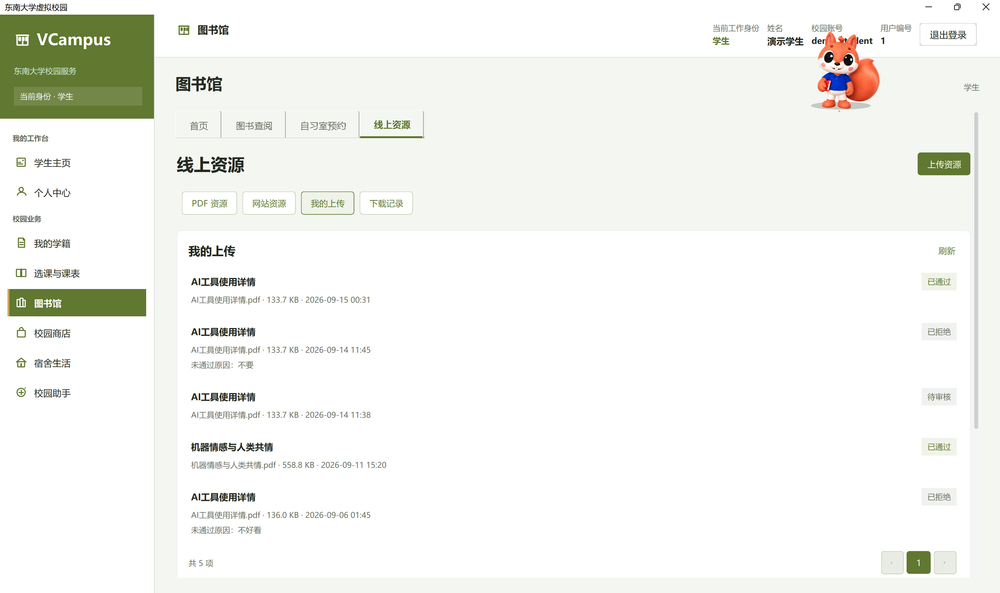 东南大学虚拟校园
VCampus
东南大学校园服务
当前身份 · 学生
我的工作台
学生主页
个人中心
校园业务
我的学籍
选课与课表
图书馆
校园商店
宿舍生活
校园助手
图书馆
当前工作身份
学生
姓名
演示学生
校园账号
用户编号
1
退出登录
图书馆
学生
首页
图书查阅
自习室预约
线上资源
线上资源
上传资源
PDF 资源
网站资源
我的上传
下载记录
我的上传
刷新
AI工具使用详情
已通过
AI工具使用详情.pdf · 133.7 KB · 2026-09-15 00:31
AI工具使用详情
已拒绝
AI工具使用详情.pdf · 133.7 KB · 2026-09-14 11:45
未通过原因：不要
AI工具使用详情
待审核
AI工具使用详情.pdf · 133.7 KB · 2026-09-14 11:38
机器情感与人类共情
已通过
机器情感与人类共情.pdf · 558.8 KB · 2026-09-11 15:20
AI工具使用详情
已拒绝
AI工具使用详情.pdf · 136.0 KB · 2026-09-06 01:45
未通过原因：不好看
共 5 项
‹
1
›